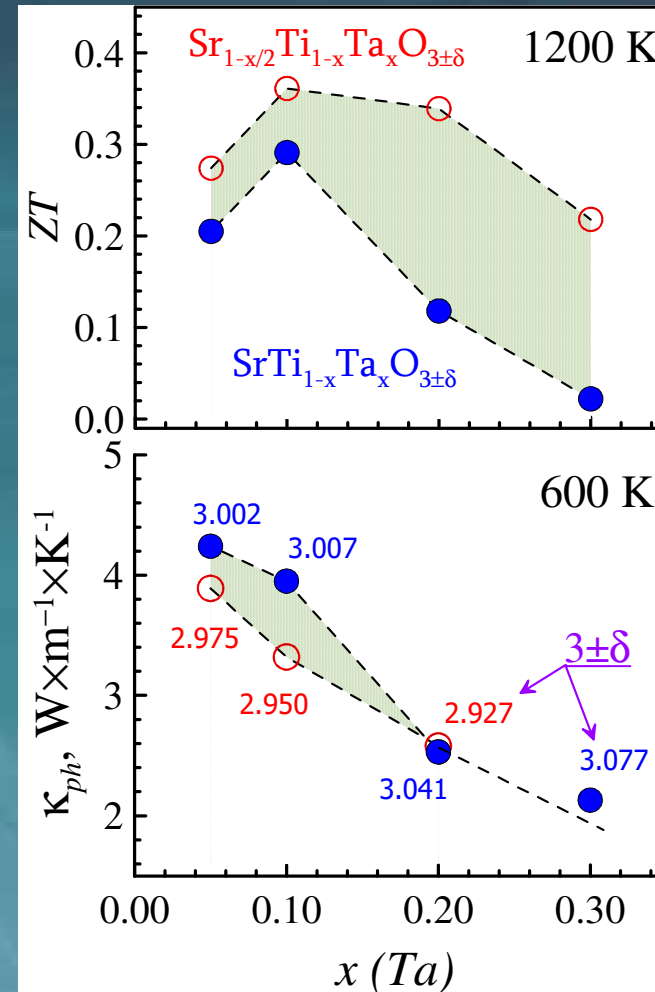 Sr₁₋ₓ/₂Ti₁₋ₓTaₓO₃±δ
1200 K
0.4
0.3
0.2
0.1
0.0
ZT
SrTi₁₋ₓTaₓO₃±δ
5
4
3
2
κph, W×m⁻¹×K⁻¹
600 K
3.002
3.007
2.975
2.950
2.927
3±δ
3.077
3.041
0.00 0.10 0.20 0.30
x (Ta)